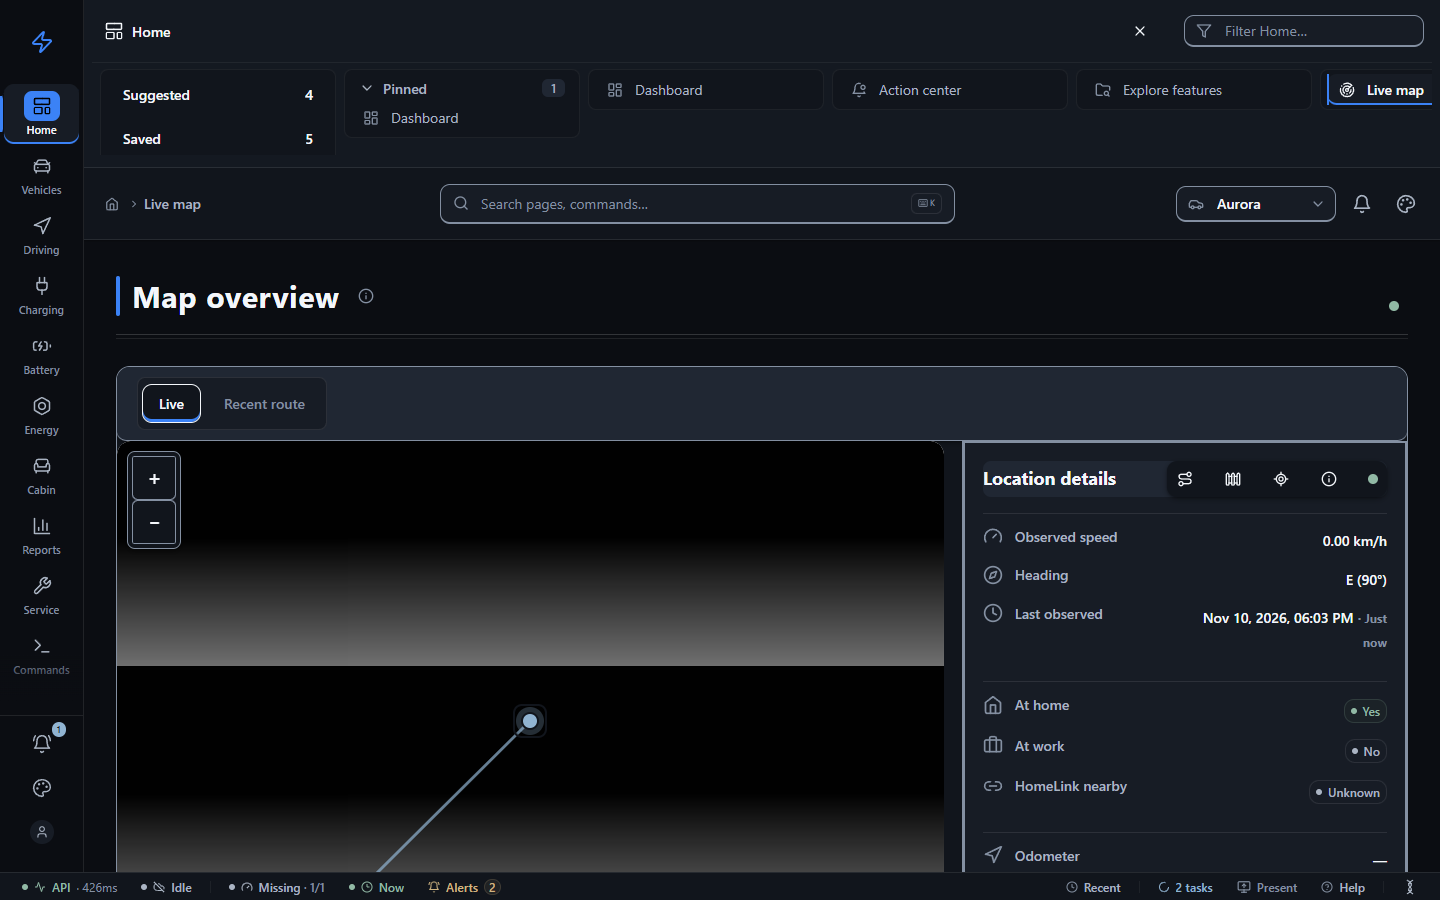 Home
Filter Home...
Suggested 4
Saved 5
Pinned 1
Dashboard
Dashboard
Action center
Explore features
Live map
Home
Vehicles
Driving
Charging
Battery
Energy
Cabin
Reports
Service
Commands
1
Live map
Search pages, commands...
K
Aurora
Map overview
Live
Recent route
+
−
Location details
Observed speed 0.00 km/h
Heading E (90°)
Last observed Nov 10, 2026, 06:03 PM · Just
now
At home Yes
At work No
HomeLink nearby Unknown
Odometer —
API · 426ms
Idle
Missing · 1/1
Now
Alerts 2
Recent
2 tasks
Present
Help